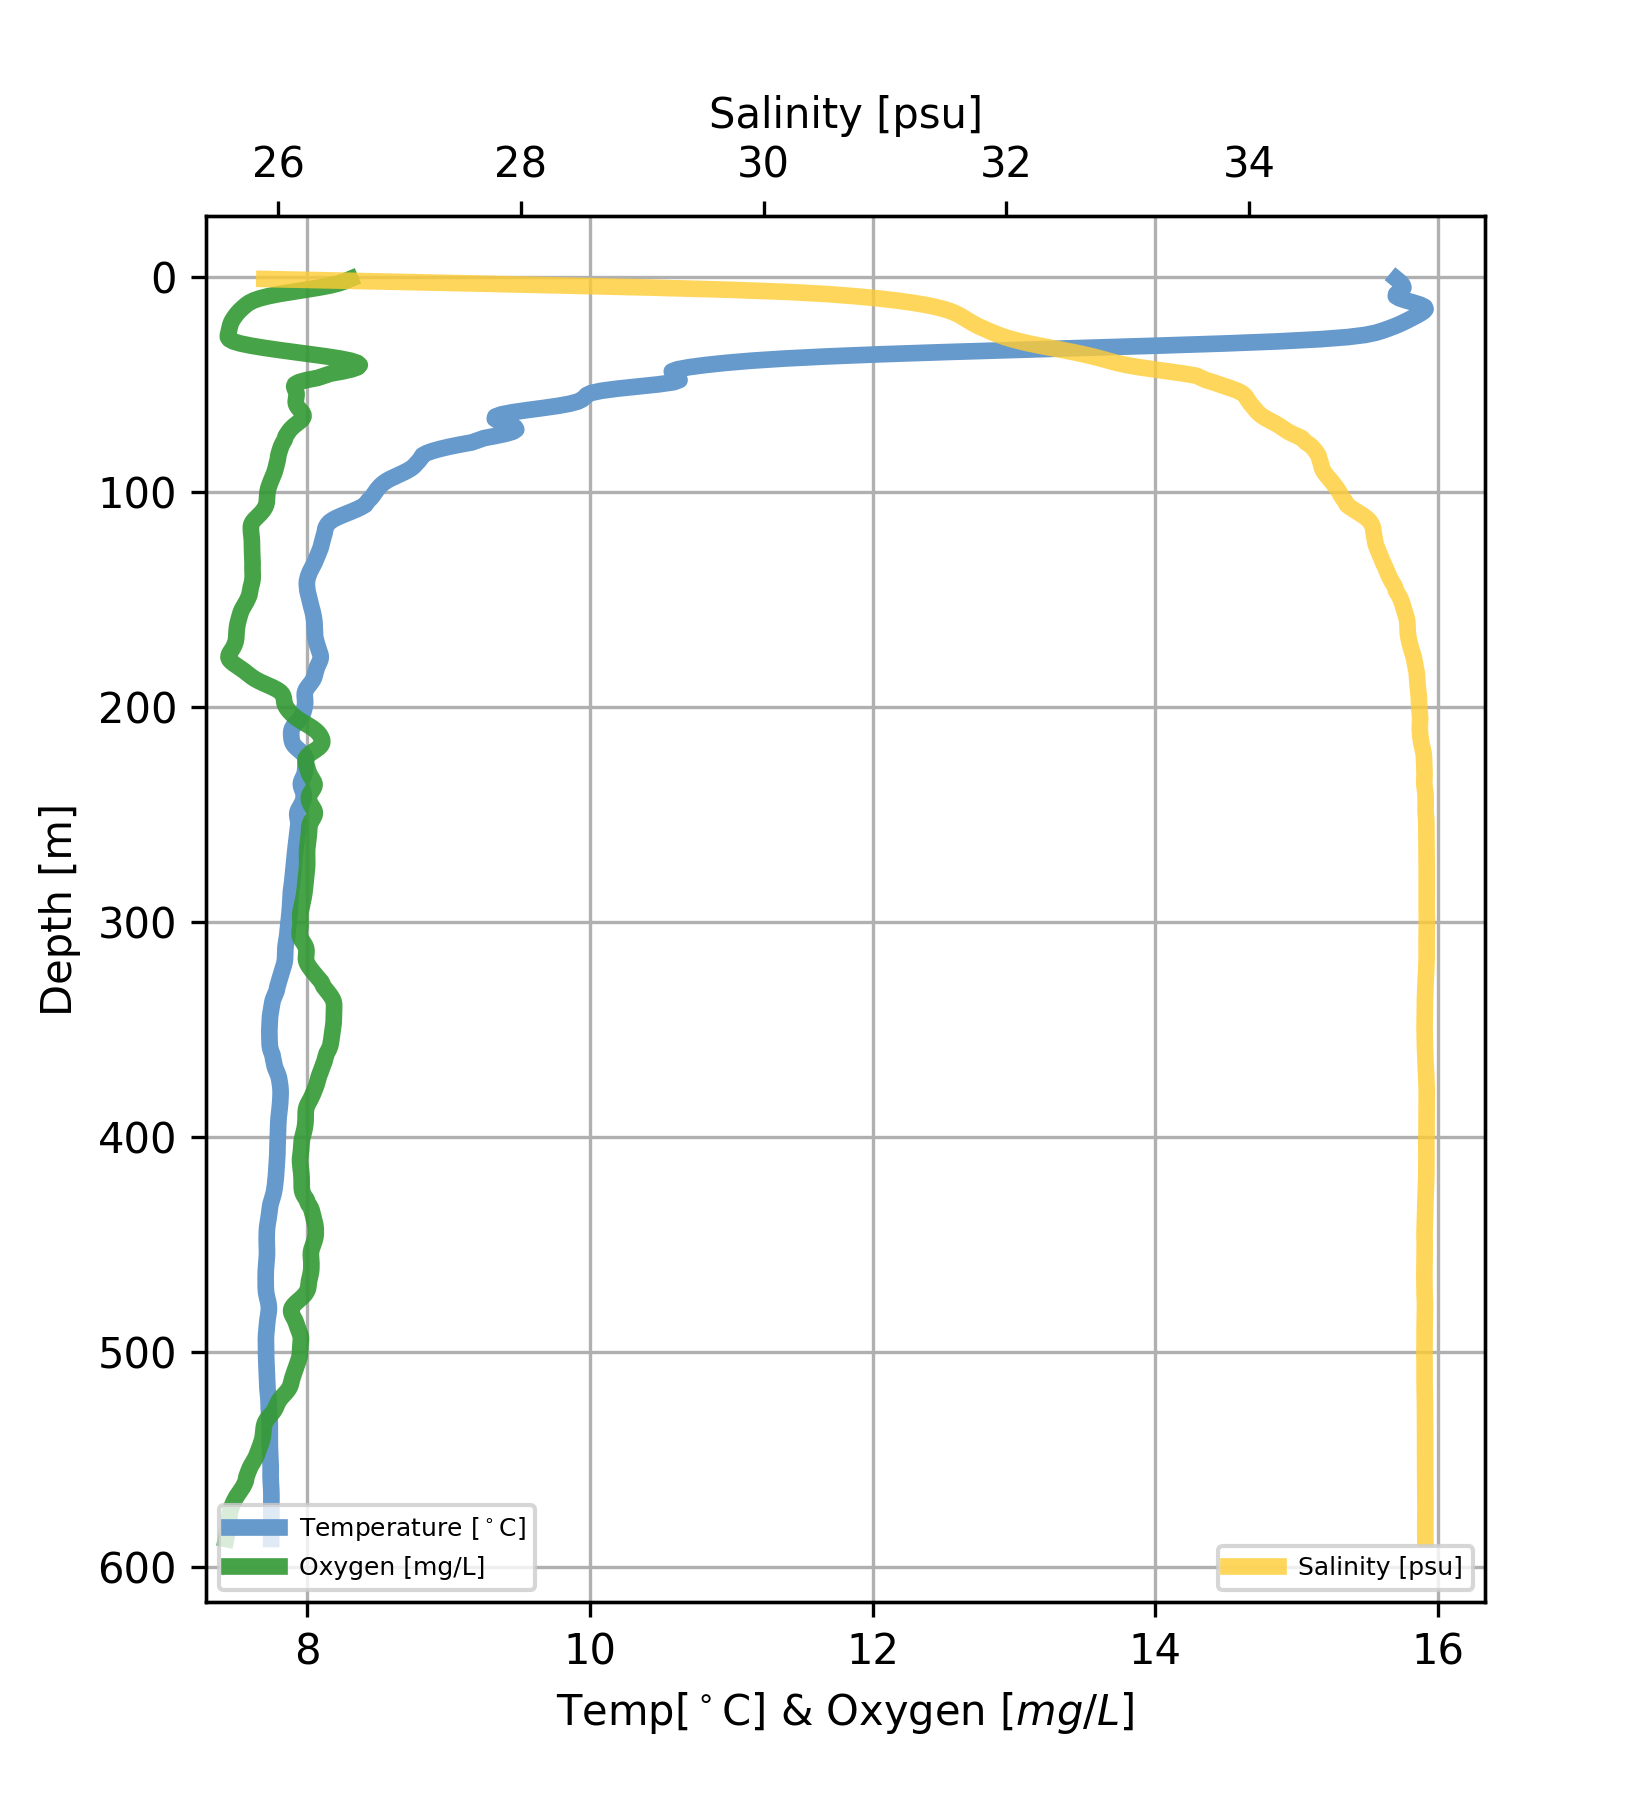 Salinity [psu]
26 28 30 32 34
0
100
200
300
400
500
600
Depth [m]
Temperature [°C]
Oxygen [mg/L]
Salinity [psu]
8 10 12 14 16
Temp[°C] & Oxygen [mg/L]